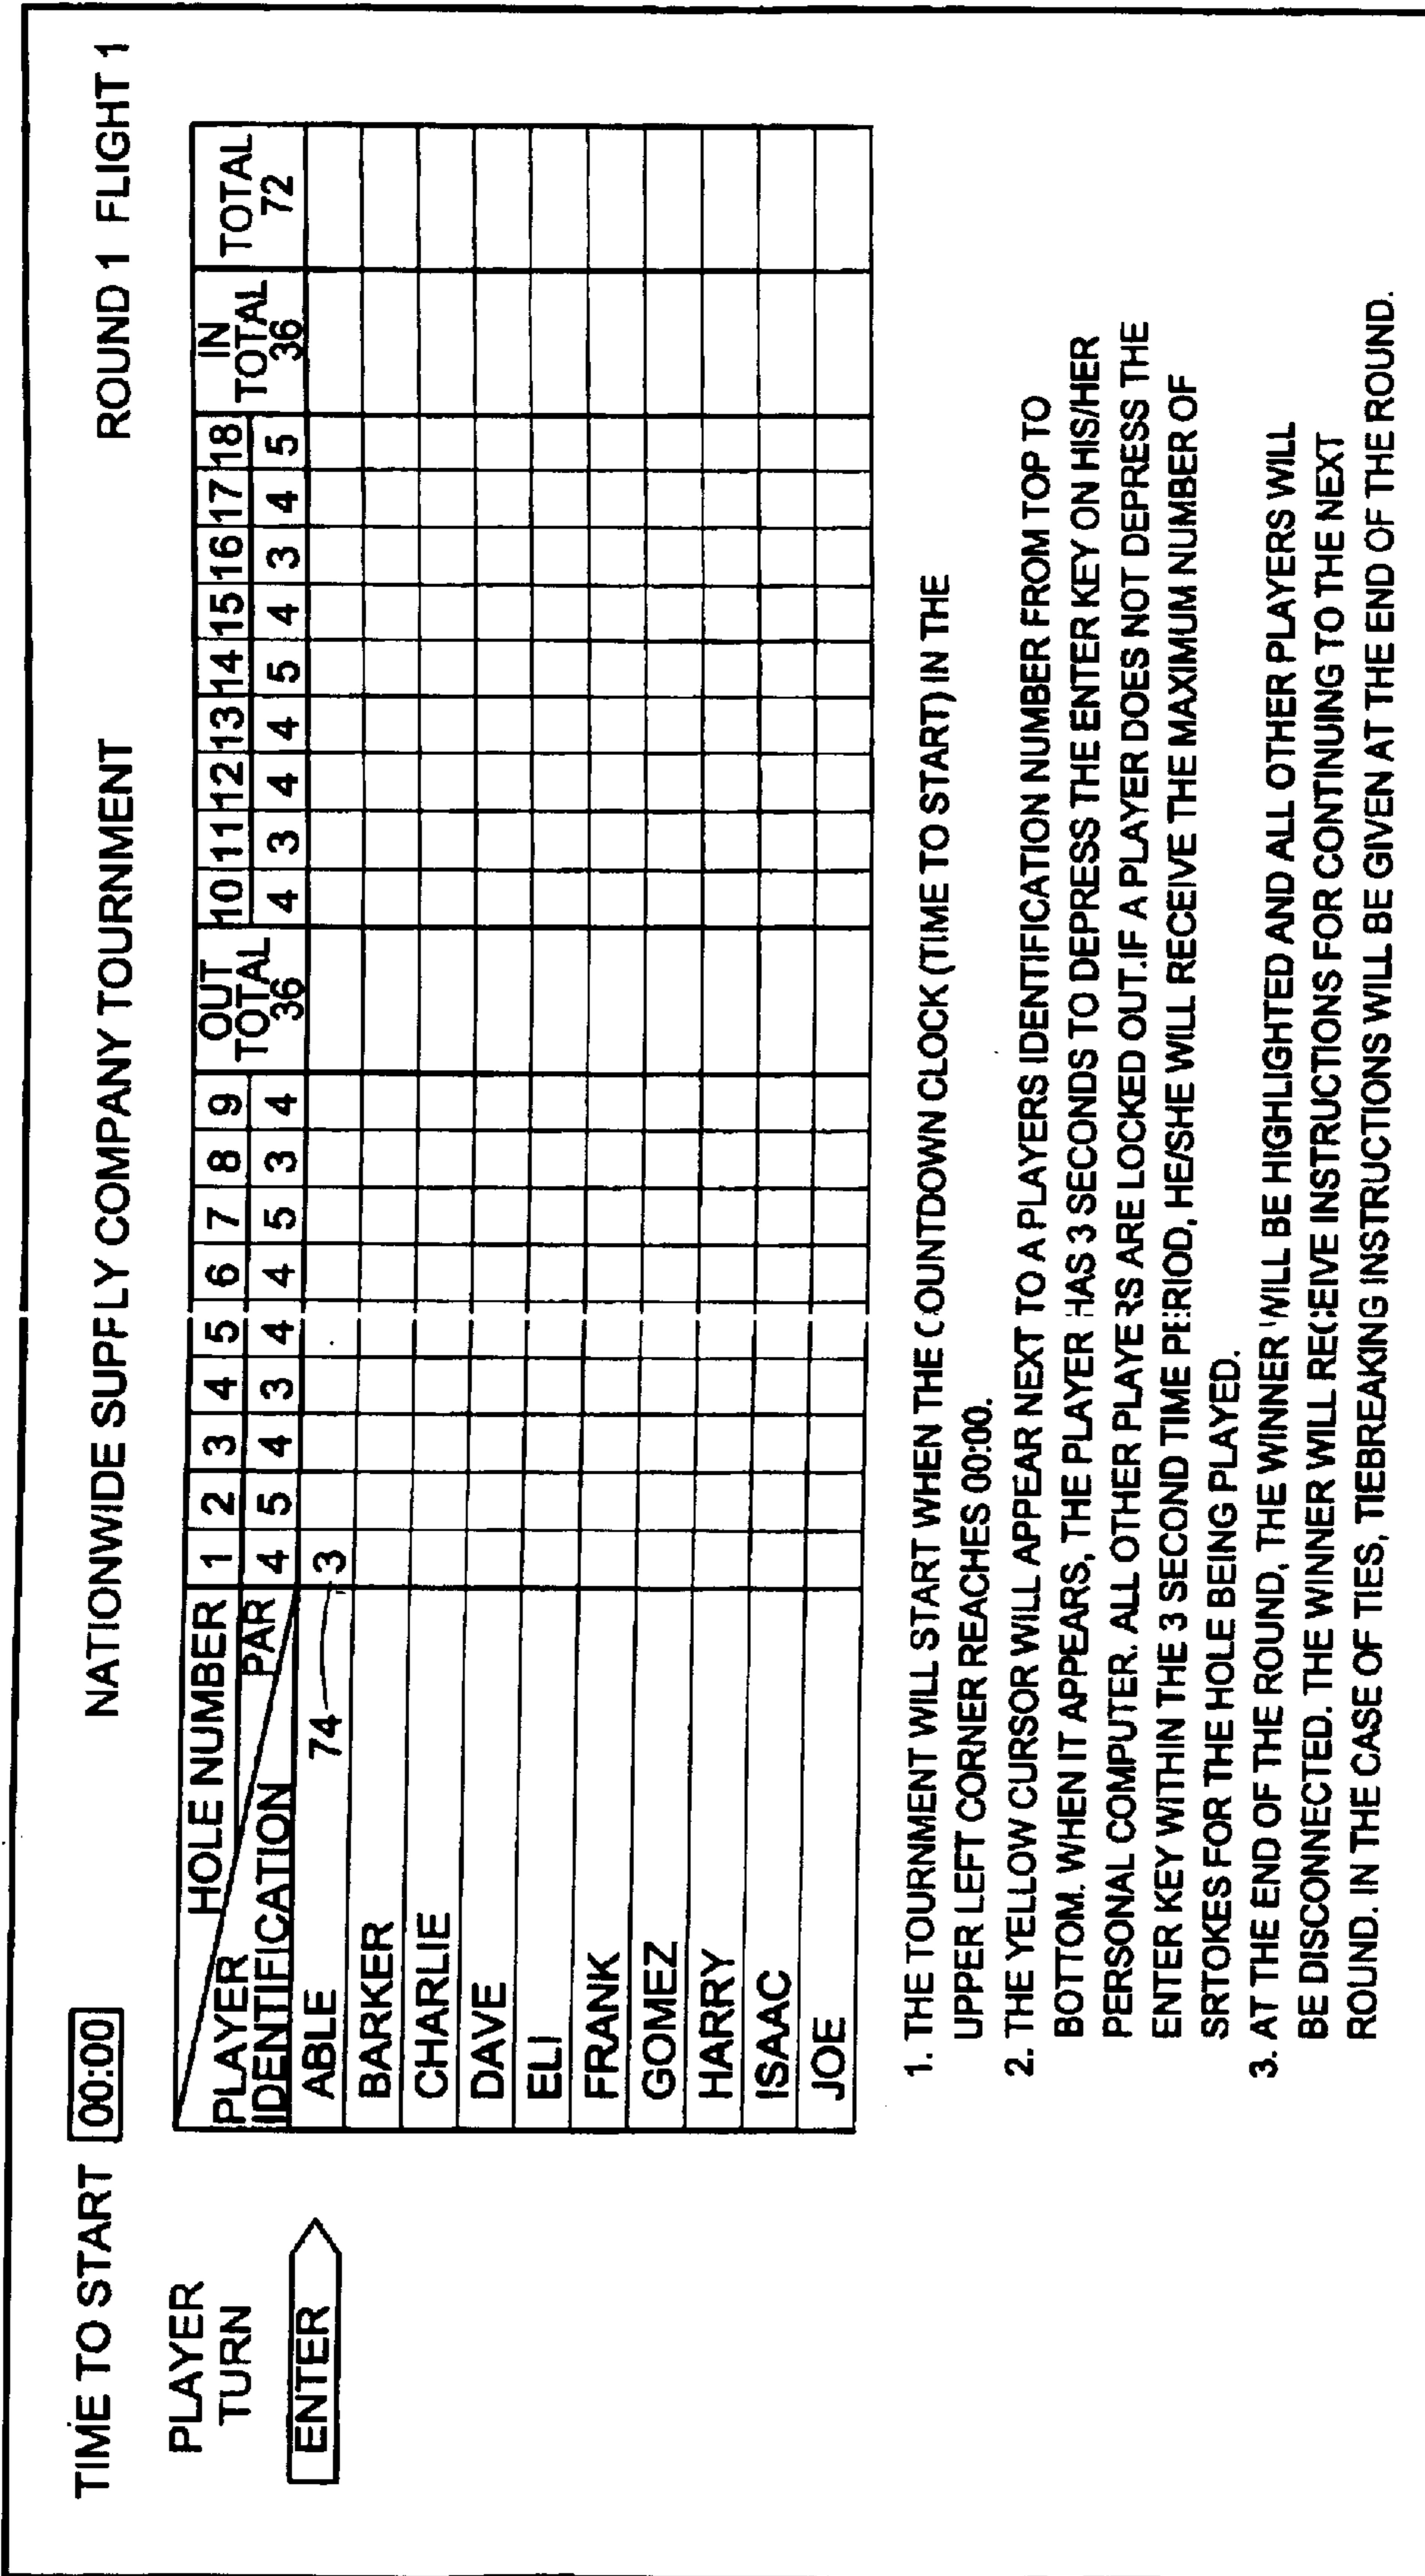 TIME TO START 00:00 NATIONWIDE SUPFLY COMPANY TOURNMENT ROUND 1 FLIGHT 1
PLAYER
TURN
ENTER
HOLE NUMBER 1 2 3 4 5 6 7 8 9 OUT TOTAL 36 10 11 12 13 14 15 16 17 18 IN TOTAL 36 TOTAL 72
PLAYER IDENTIFICATION PAR 4 5 4 3 4 4 5 3 4 4 3 4 4 5 4 3 4 5
ABLE 74 3
BARKER
CHARLIE
DAVE
ELI
FRANK
GOMEZ
HARRY
ISAAC
JOE
1. THE TOURNMENT WILL START WHEN THE COUNTDOWN CLOCK (TIME TO START) IN THE
UPPER LEFT CORNER REACHES 00:00.
2. THE YELLOW CURSOR WILL APPEAR NEXT TO A PLAYERS IDENTIFICATION NUMBER FROM TOP TO
BOTTOM. WHEN IT APPEARS, THE PLAYER HAS 3 SECONDS TO DEPRESS THE ENTER KEY ON HIS/HER
PERSONAL COMPUTER. ALL OTHER PLAYERS ARE LOCKED OUT.IF A PLAYER DOES NOT DEPRESS THE
ENTER KEY WITHIN THE 3 SECOND TIME PERIOD, HE/SHE WILL RECEIVE THE MAXIMUM NUMBER OF
SRTOKES FOR THE HOLE BEING PLAYED.
3. AT THE END OF THE ROUND, THE WINNER WILL BE HIGHLIGHTED AND ALL OTHER PLAYERS WILL
BE DISCONNECTED. THE WINNER WILL RECEIVE INSTRUCTIONS FOR CONTINUING TO THE NEXT
ROUND. IN THE CASE OF TIES, TIEBREAKING INSTRUCTIONS WILL BE GIVEN AT THE END OF THE ROUND.